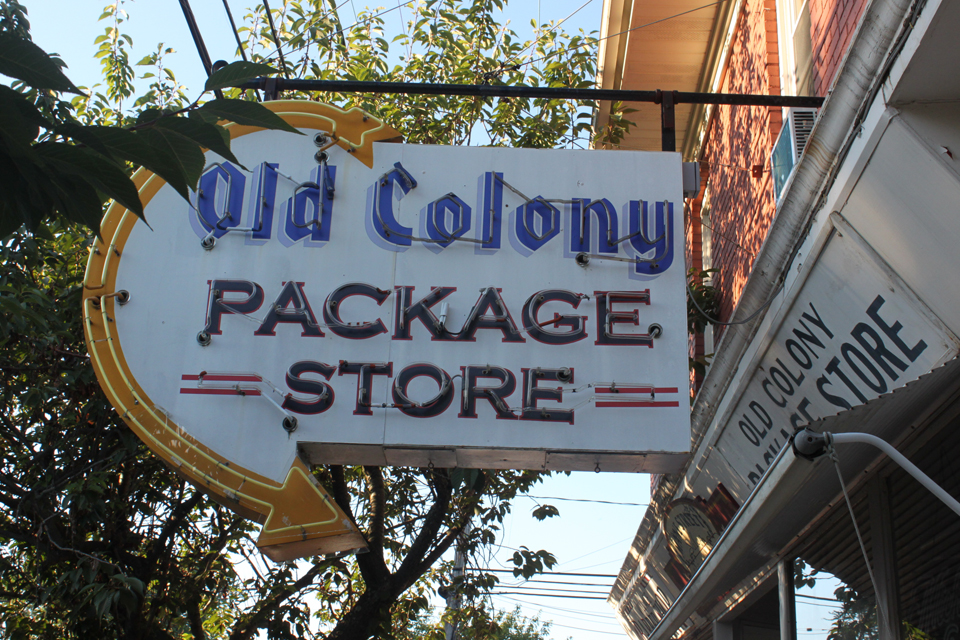 Old Colony
PACKAGE
STORE
OLD COLONY
STORE